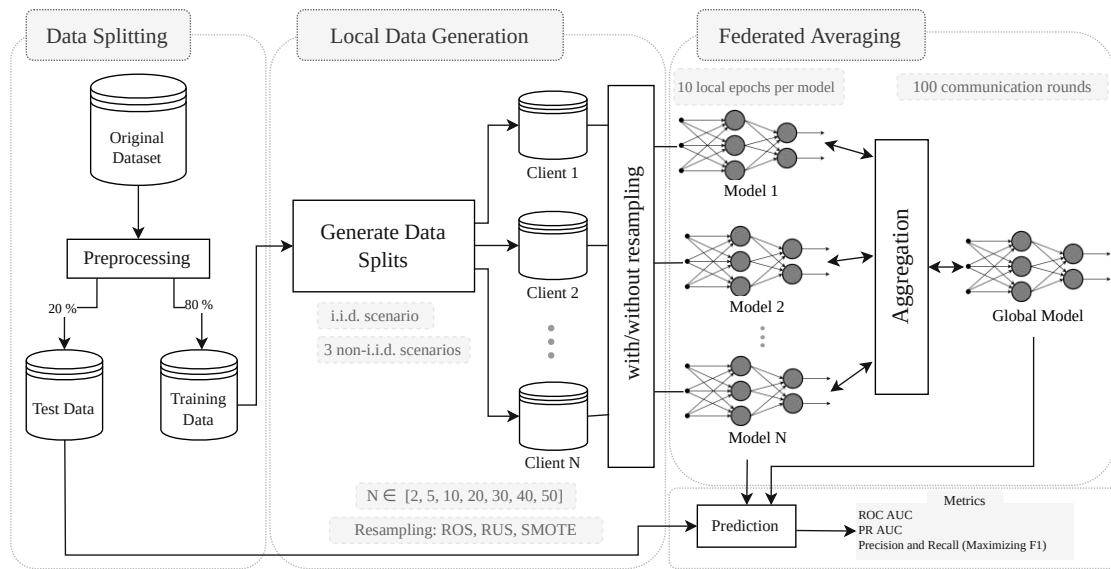 Data Splitting
Original
Dataset
Preprocessing
20 %
80 %
Test Data
Training
Data
Local Data Generation
Generate Data
Splits
i.i.d. scenario
3 non-i.i.d. scenarios
Client 1
Client 2
Client N
with/without resampling
N ∈ [2, 5, 10, 20, 30, 40, 50]
Resampling: ROS, RUS, SMOTE
Federated Averaging
10 local epochs per model
100 communication rounds
Model 1
Model 2
Model N
Aggregation
Global Model
Prediction
Metrics
ROC AUC
PR AUC
Precision and Recall (Maximizing F1)